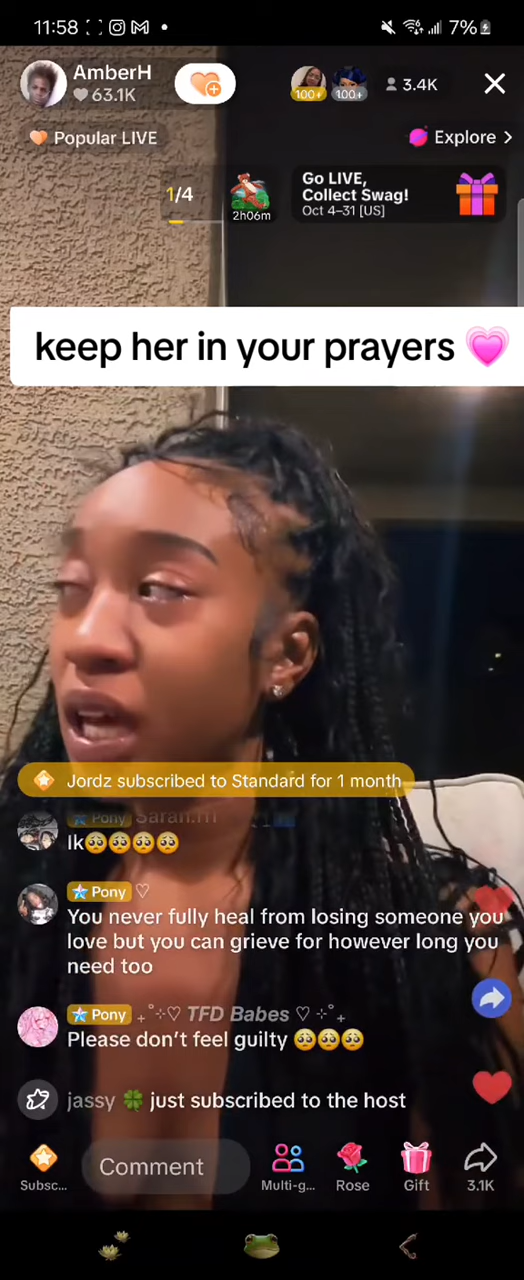 11:58 7%
AmberH
63.1K
100+ 100+ 3.4K
Popular LIVE Explore
1/4
2h06m
Go LIVE,
Collect Swag!
Oct 4–31 [US]
keep her in your prayers 💗
Jordz subscribed to Standard for 1 month
Pony Sarah.m
Ik🥺🥺🥺🥺
Pony ♡
You never fully heal from losing someone you
love but you can grieve for however long you
need too
Pony ₊˚⊹♡ TFD Babes ♡ ⊹˚₊
Please don't feel guilty 🥺🥺🥺
jassy 🍀 just subscribed to the host
Comment
Subsc... Multi-g... Rose Gift 3.1K